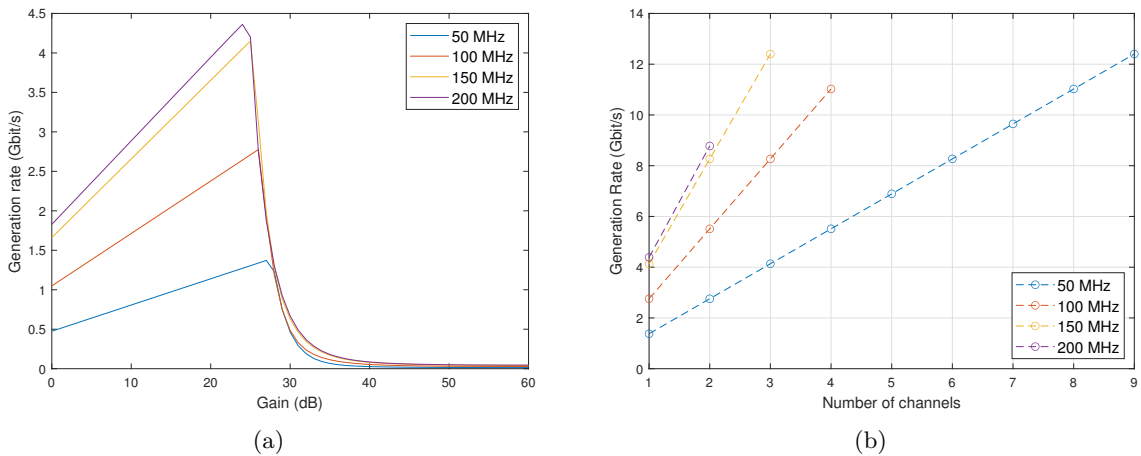 4.5
4
3.5
3
2.5
2
1.5
1
0.5
0
Generation rate (Gbit/s)
50 MHz
100 MHz
150 MHz
200 MHz
0 10 20 30 40 50 60
Gain (dB)
(a)
14
12
10
8
6
4
2
0
Generation Rate (Gbit/s)
50 MHz
100 MHz
150 MHz
200 MHz
1 2 3 4 5 6 7 8 9
Number of channels
(b)